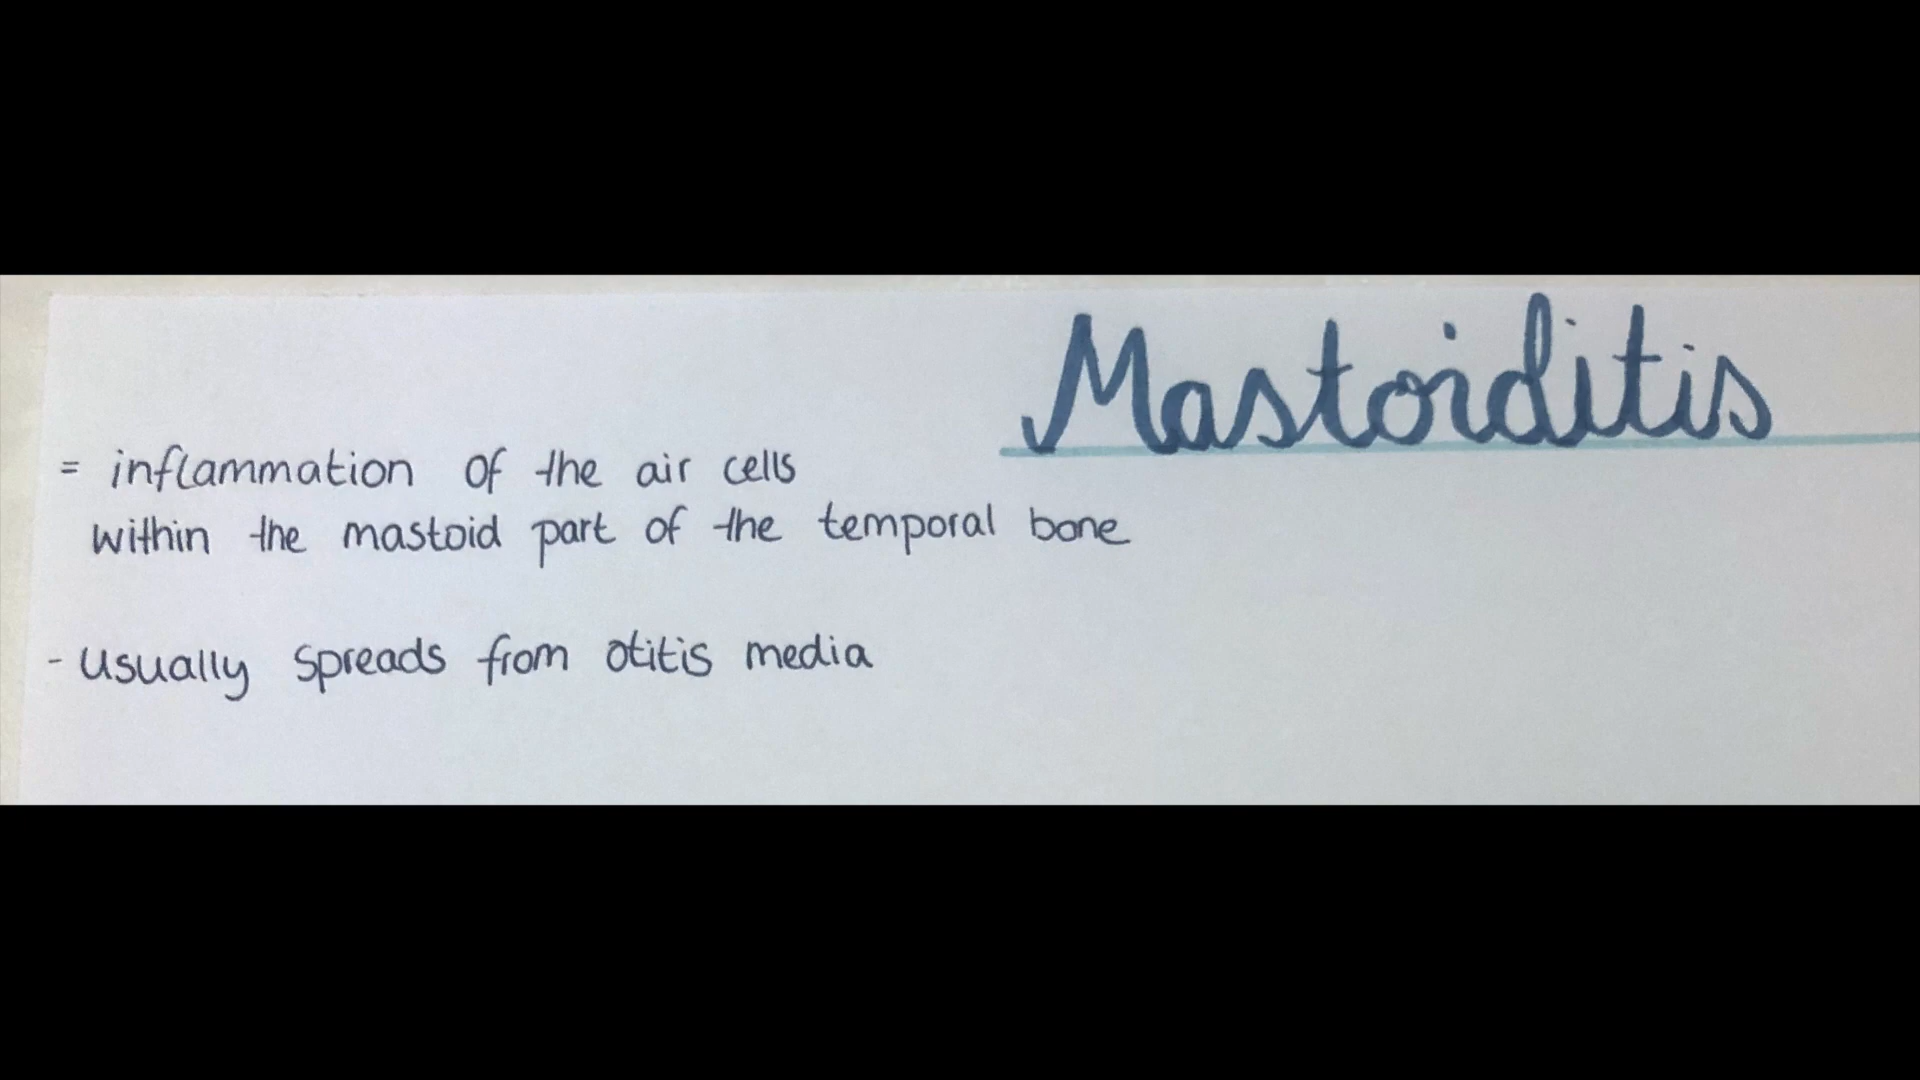 Mastoiditis
= inflammation of the air cells
within the mastoid part of the temporal bone
- usually spreads from otitis media